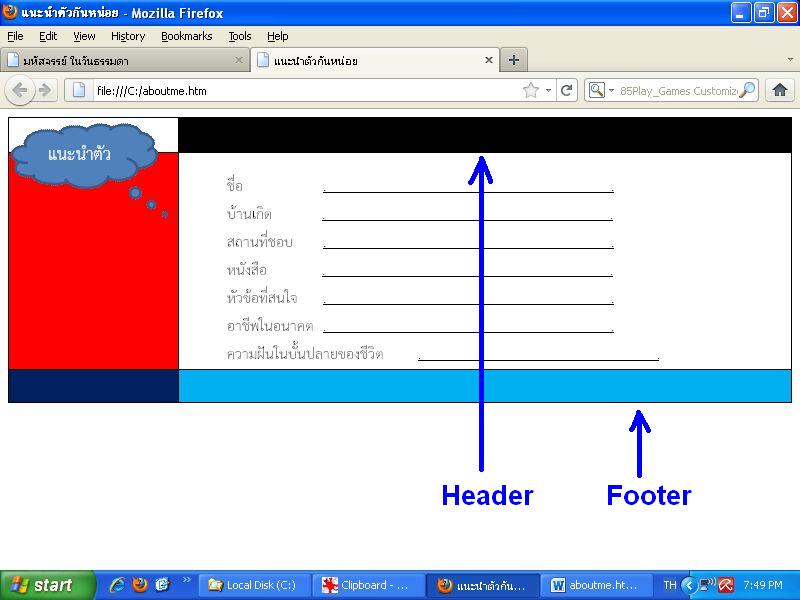 แนะนำตัวกันหน่อย - Mozilla Firefox
File Edit View History Bookmarks Tools Help
มหัสจรรย์ ในวันธรรมดา แนะนำตัวกันหน่อย
file:///C:/aboutme.htm 85Play_Games Customiz
แนะนำตัว
ชื่อ
บ้านเกิด
สถานที่ชอบ
หนังสือ
หัวข้อที่สนใจ
อาชีพในอนาคต
ความฝันในบั้นปลายของชีวิต
Header Footer
start Local Disk (C:) Clipboard - ... แนะนำตัวกัน... aboutme.ht... TH 7:49 PM